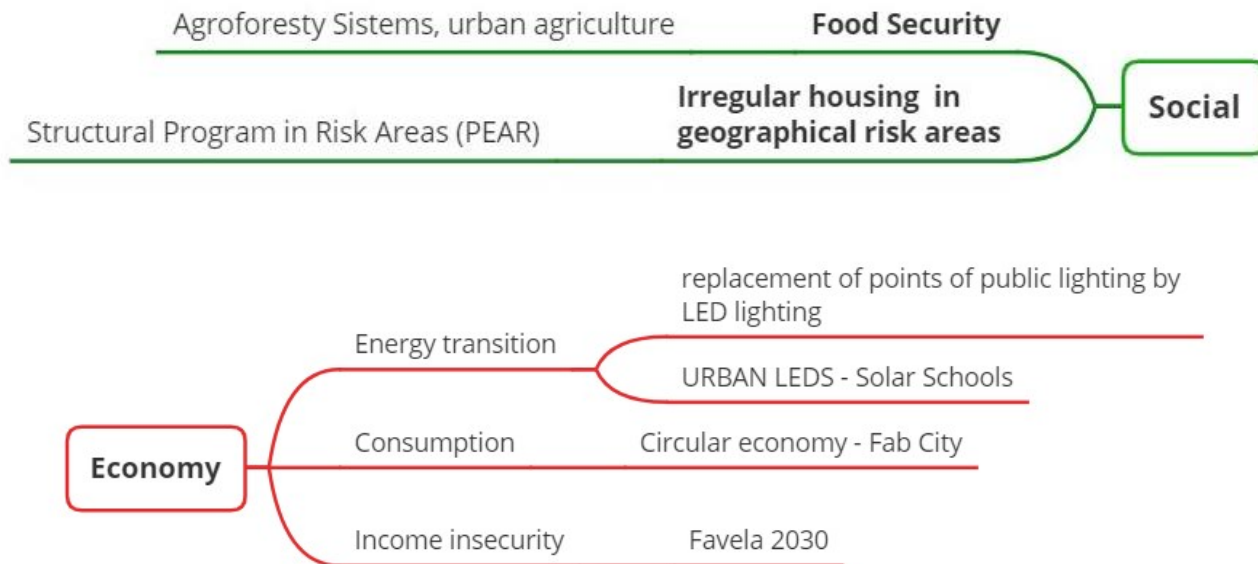 Agroforesty Sistems, urban agriculture
Food Security
Structural Program in Risk Areas (PEAR)
Irregular housing in
geographical risk areas
Social
Economy
Energy transition
replacement of points of public lighting by
LED lighting
URBAN LEDS - Solar Schools
Consumption
Circular economy - Fab City
Income insecurity
Favela 2030